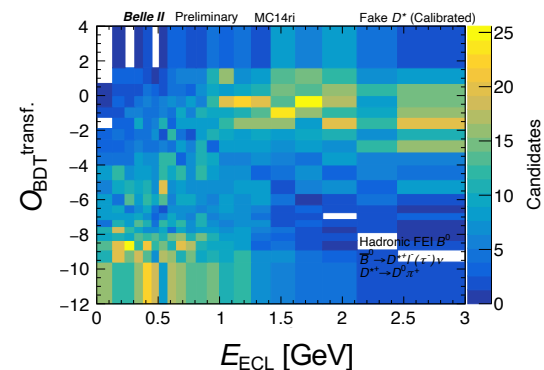 Belle II Preliminary MC14ri Fake D* (Calibrated)
4
2
0
−2
−4
−6
−8
−10
−12
O_BDT^transf.
0 0.5 1 1.5 2 2.5 3
E_ECL [GeV]
25
20
15
10
5
0
Candidates
Hadronic FEI B⁰
B̅⁰→D*⁺l⁻(τ⁻)ν
D*⁺→D⁰π⁺